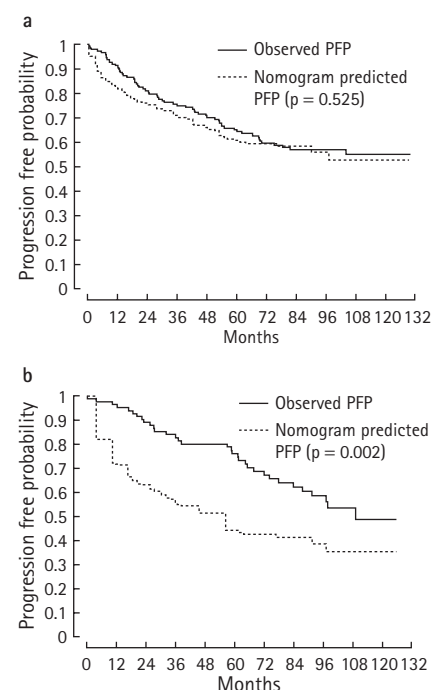 a
1
0.9
0.8
0.7
0.6
0.5
0.4
0.3
0.2
0.1
0
Progression free probability
Observed PFP
Nomogram predicted
PFP (p = 0.525)
0 12 24 36 48 60 72 84 96 108 120 132
Months
b
1
0.9
0.8
0.7
0.6
0.5
0.4
0.3
0.2
0.1
0
Progression free probability
Observed PFP
Nomogram predicted
PFP (p = 0.002)
0 12 24 36 48 60 72 84 96 108 120 132
Months